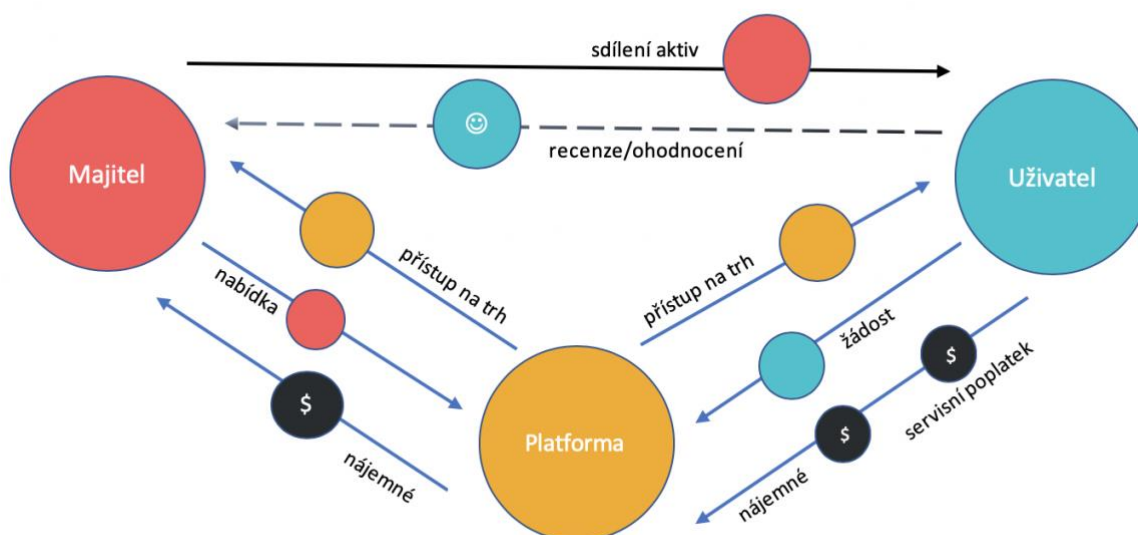 sdílení aktiv
☺
recenze/ohodnocení
Majitel
Uživatel
přístup na trh
přístup na trh
nabídka
žádost
$
$
$
servisní poplatek
Platforma
nájemné
nájemné